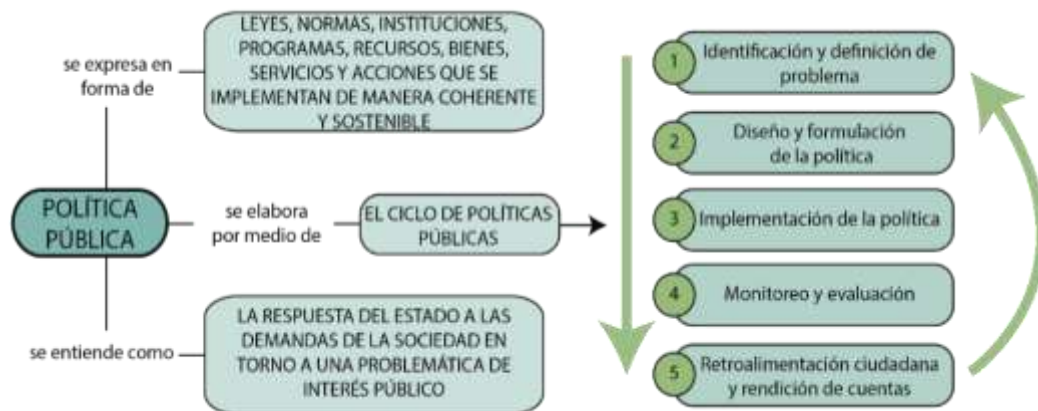 POLÍTICA
PÚBLICA
se expresa en
forma de
LEYES, NORMAS, INSTITUCIONES,
PROGRAMAS, RECURSOS, BIENES,
SERVICIOS Y ACCIONES QUE SE
IMPLEMENTAN DE MANERA COHERENTE
Y SOSTENIBLE
se elabora
por medio de
EL CICLO DE POLÍTICAS
PÚBLICAS
se entiende como
LA RESPUESTA DEL ESTADO A LAS
DEMANDAS DE LA SOCIEDAD EN
TORNO A UNA PROBLEMÁTICA DE
INTERÉS PÚBLICO
1 Identificación y definición de
problema
2 Diseño y formulación
de la política
3 Implementación de la política
4 Monitoreo y evaluación
5 Retroalimentación ciudadana
y rendición de cuentas